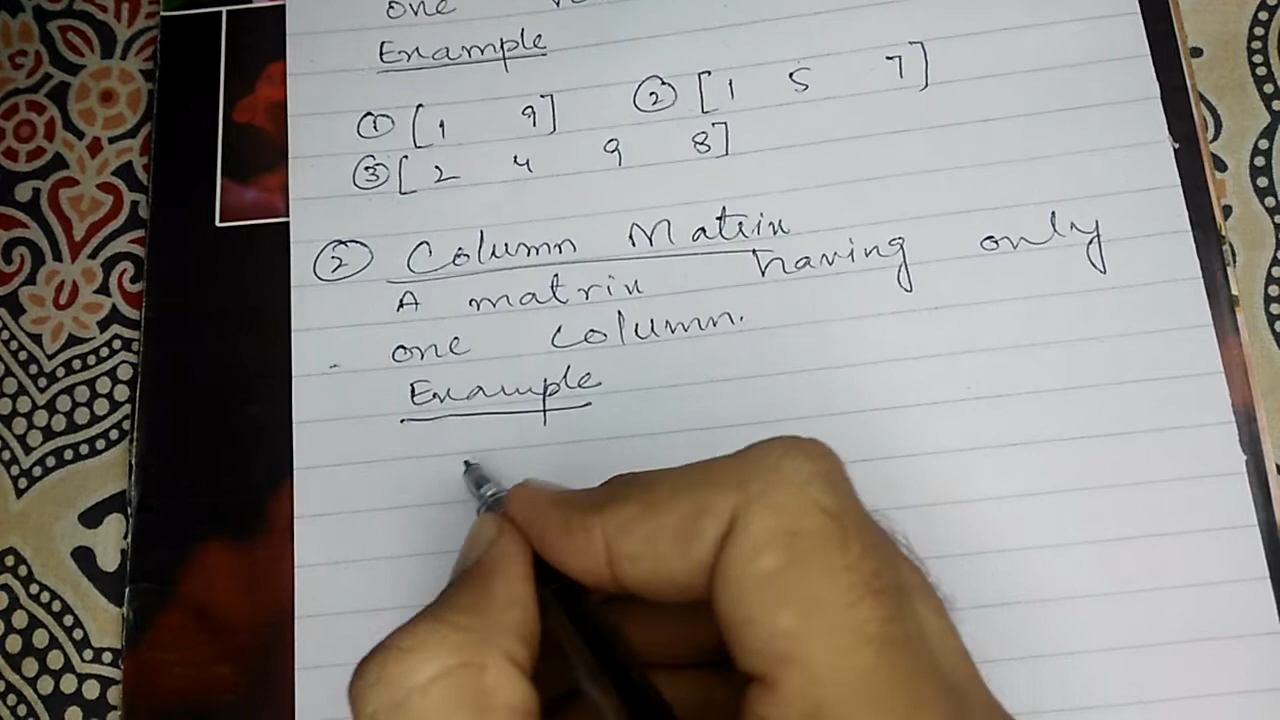 one
Example
① [1 9] ② [1 5 7]
③ [2 4 9 8]
② Column Matrix
A matrix having only
one column.
Example